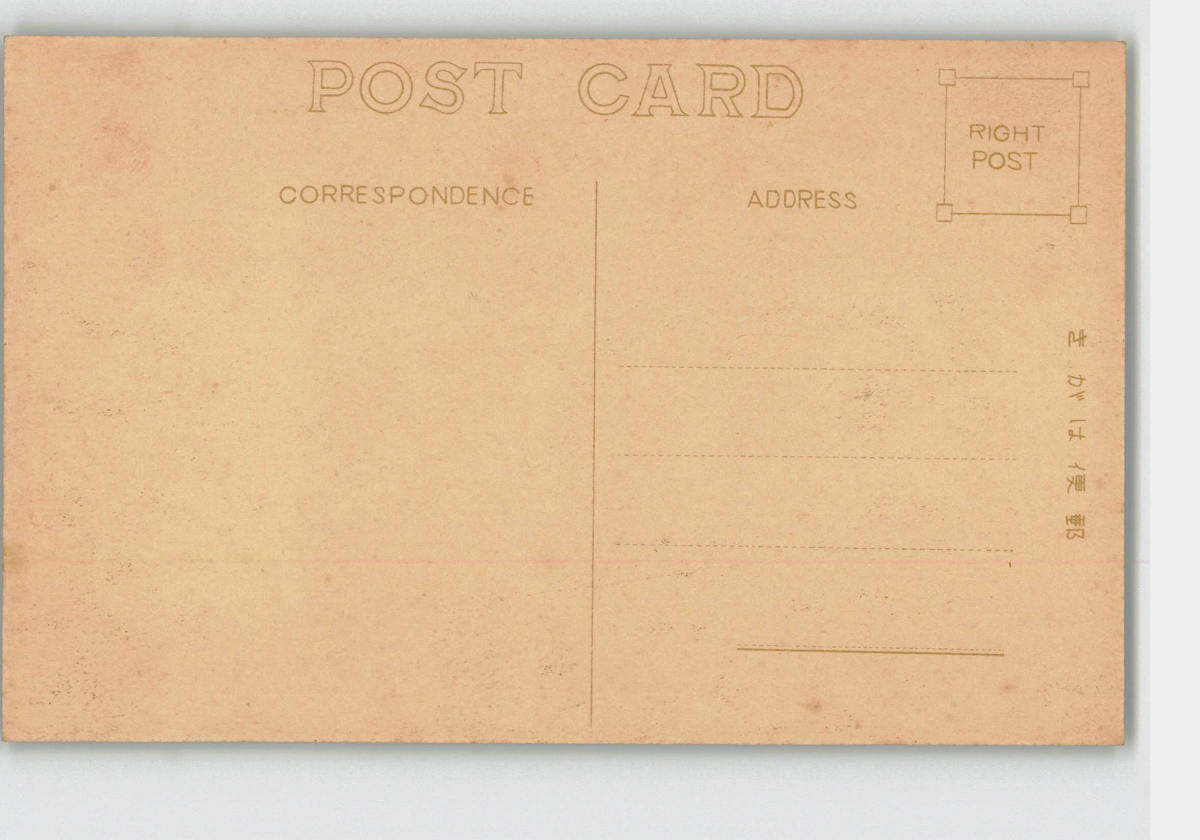 POST CARD
CORRESPONDENCE
ADDRESS
RIGHT
POST
郵便はがき